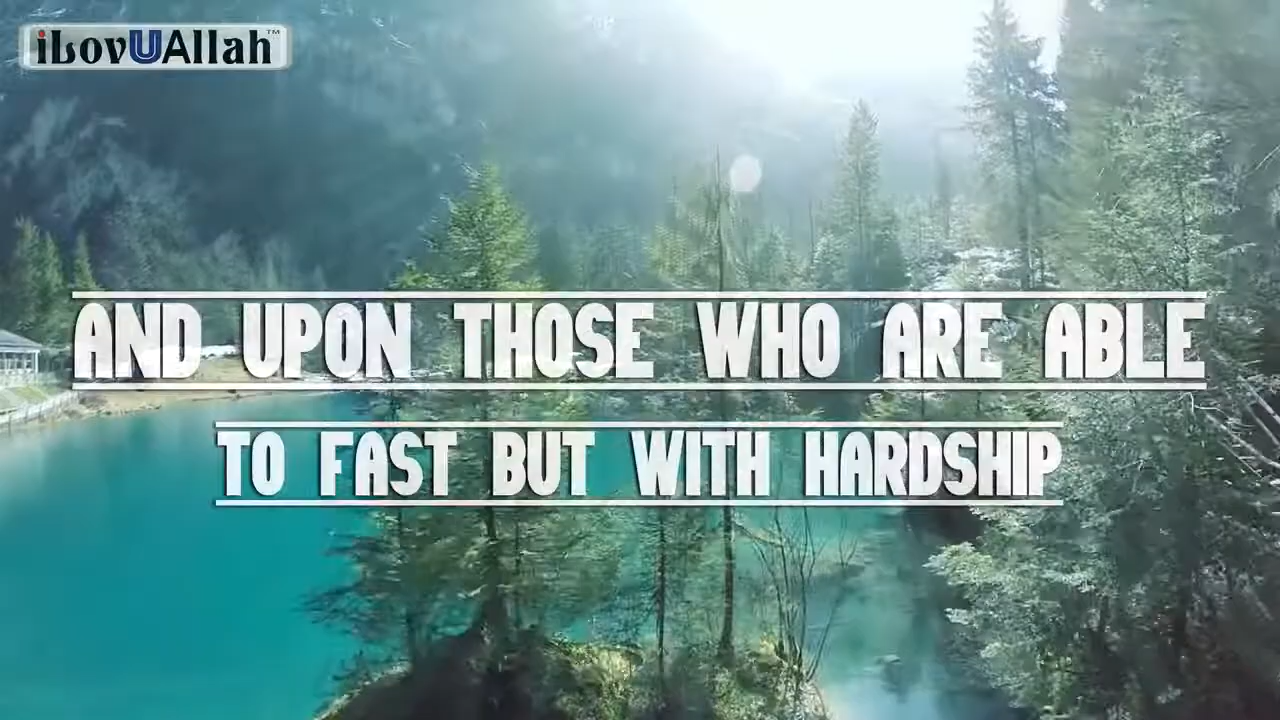 iLovUAllah™
AND UPON THOSE WHO ARE ABLE
TO FAST BUT WITH HARDSHIP